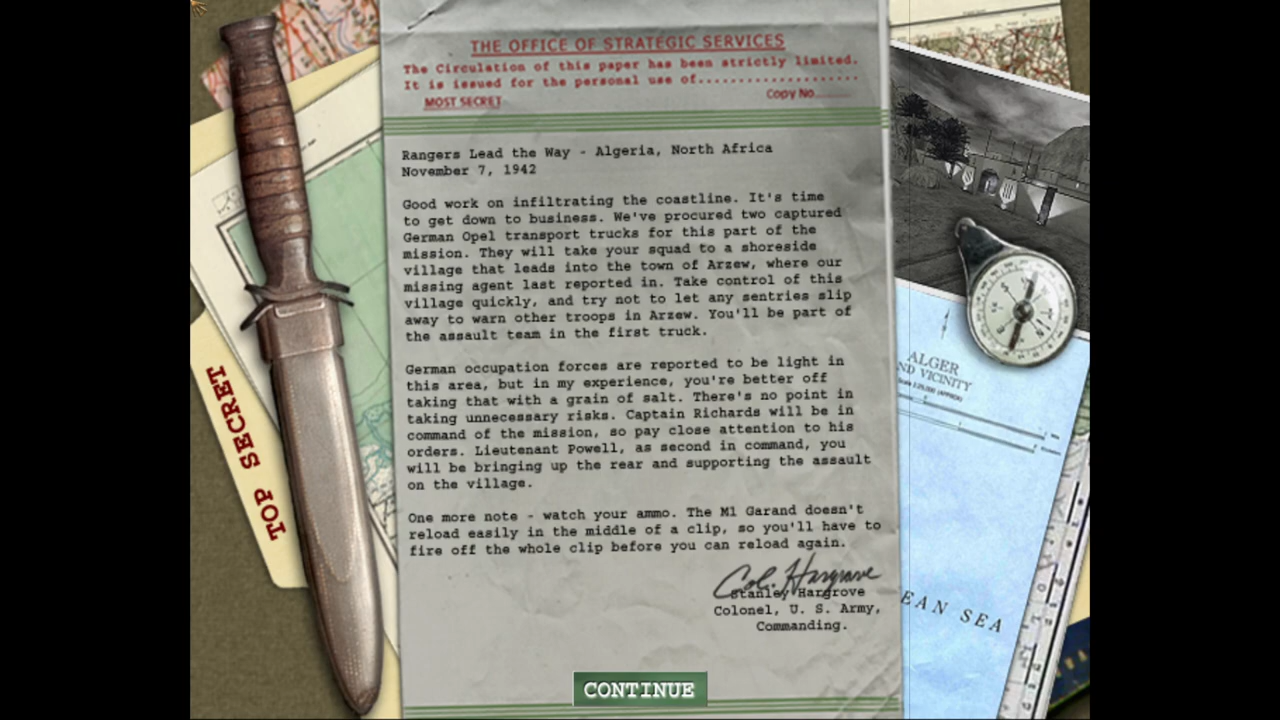 THE OFFICE OF STRATEGIC SERVICES
The Circulation of this paper has been strictly limited.
It is issued for the personal use of....................
MOST SECRET
Copy No........
Rangers Lead the Way - Algeria, North Africa
November 7, 1942
Good work on infiltrating the coastline. It's time
to get down to business. We've procured two captured
German Opel transport trucks for this part of the
mission. They will take your squad to a shoreside
village that leads into the town of Arzew, where our
missing agent last reported in. Take control of this
village quickly, and try not to let any sentries slip
away to warn other troops in Arzew. You'll be part of
the assault team in the first truck.
German occupation forces are reported to be light in
this area, but in my experience, you're better off
taking that with a grain of salt. There's no point in
taking unnecessary risks. Captain Richards will be in
command of the mission, so pay close attention to his
orders. Lieutenant Powell, as second in command, you
will be bringing up the rear and supporting the assault
on the village.
One more note - watch your ammo. The M1 Garand doesn't
reload easily in the middle of a clip, so you'll have to
fire off the whole clip before you can reload again.
Col. Hargrove
Stanley Hargrove
Colonel, U. S. Army,
Commanding.
CONTINUE
TOP SECRET
ALGER
ND VICINITY
EAN SEA